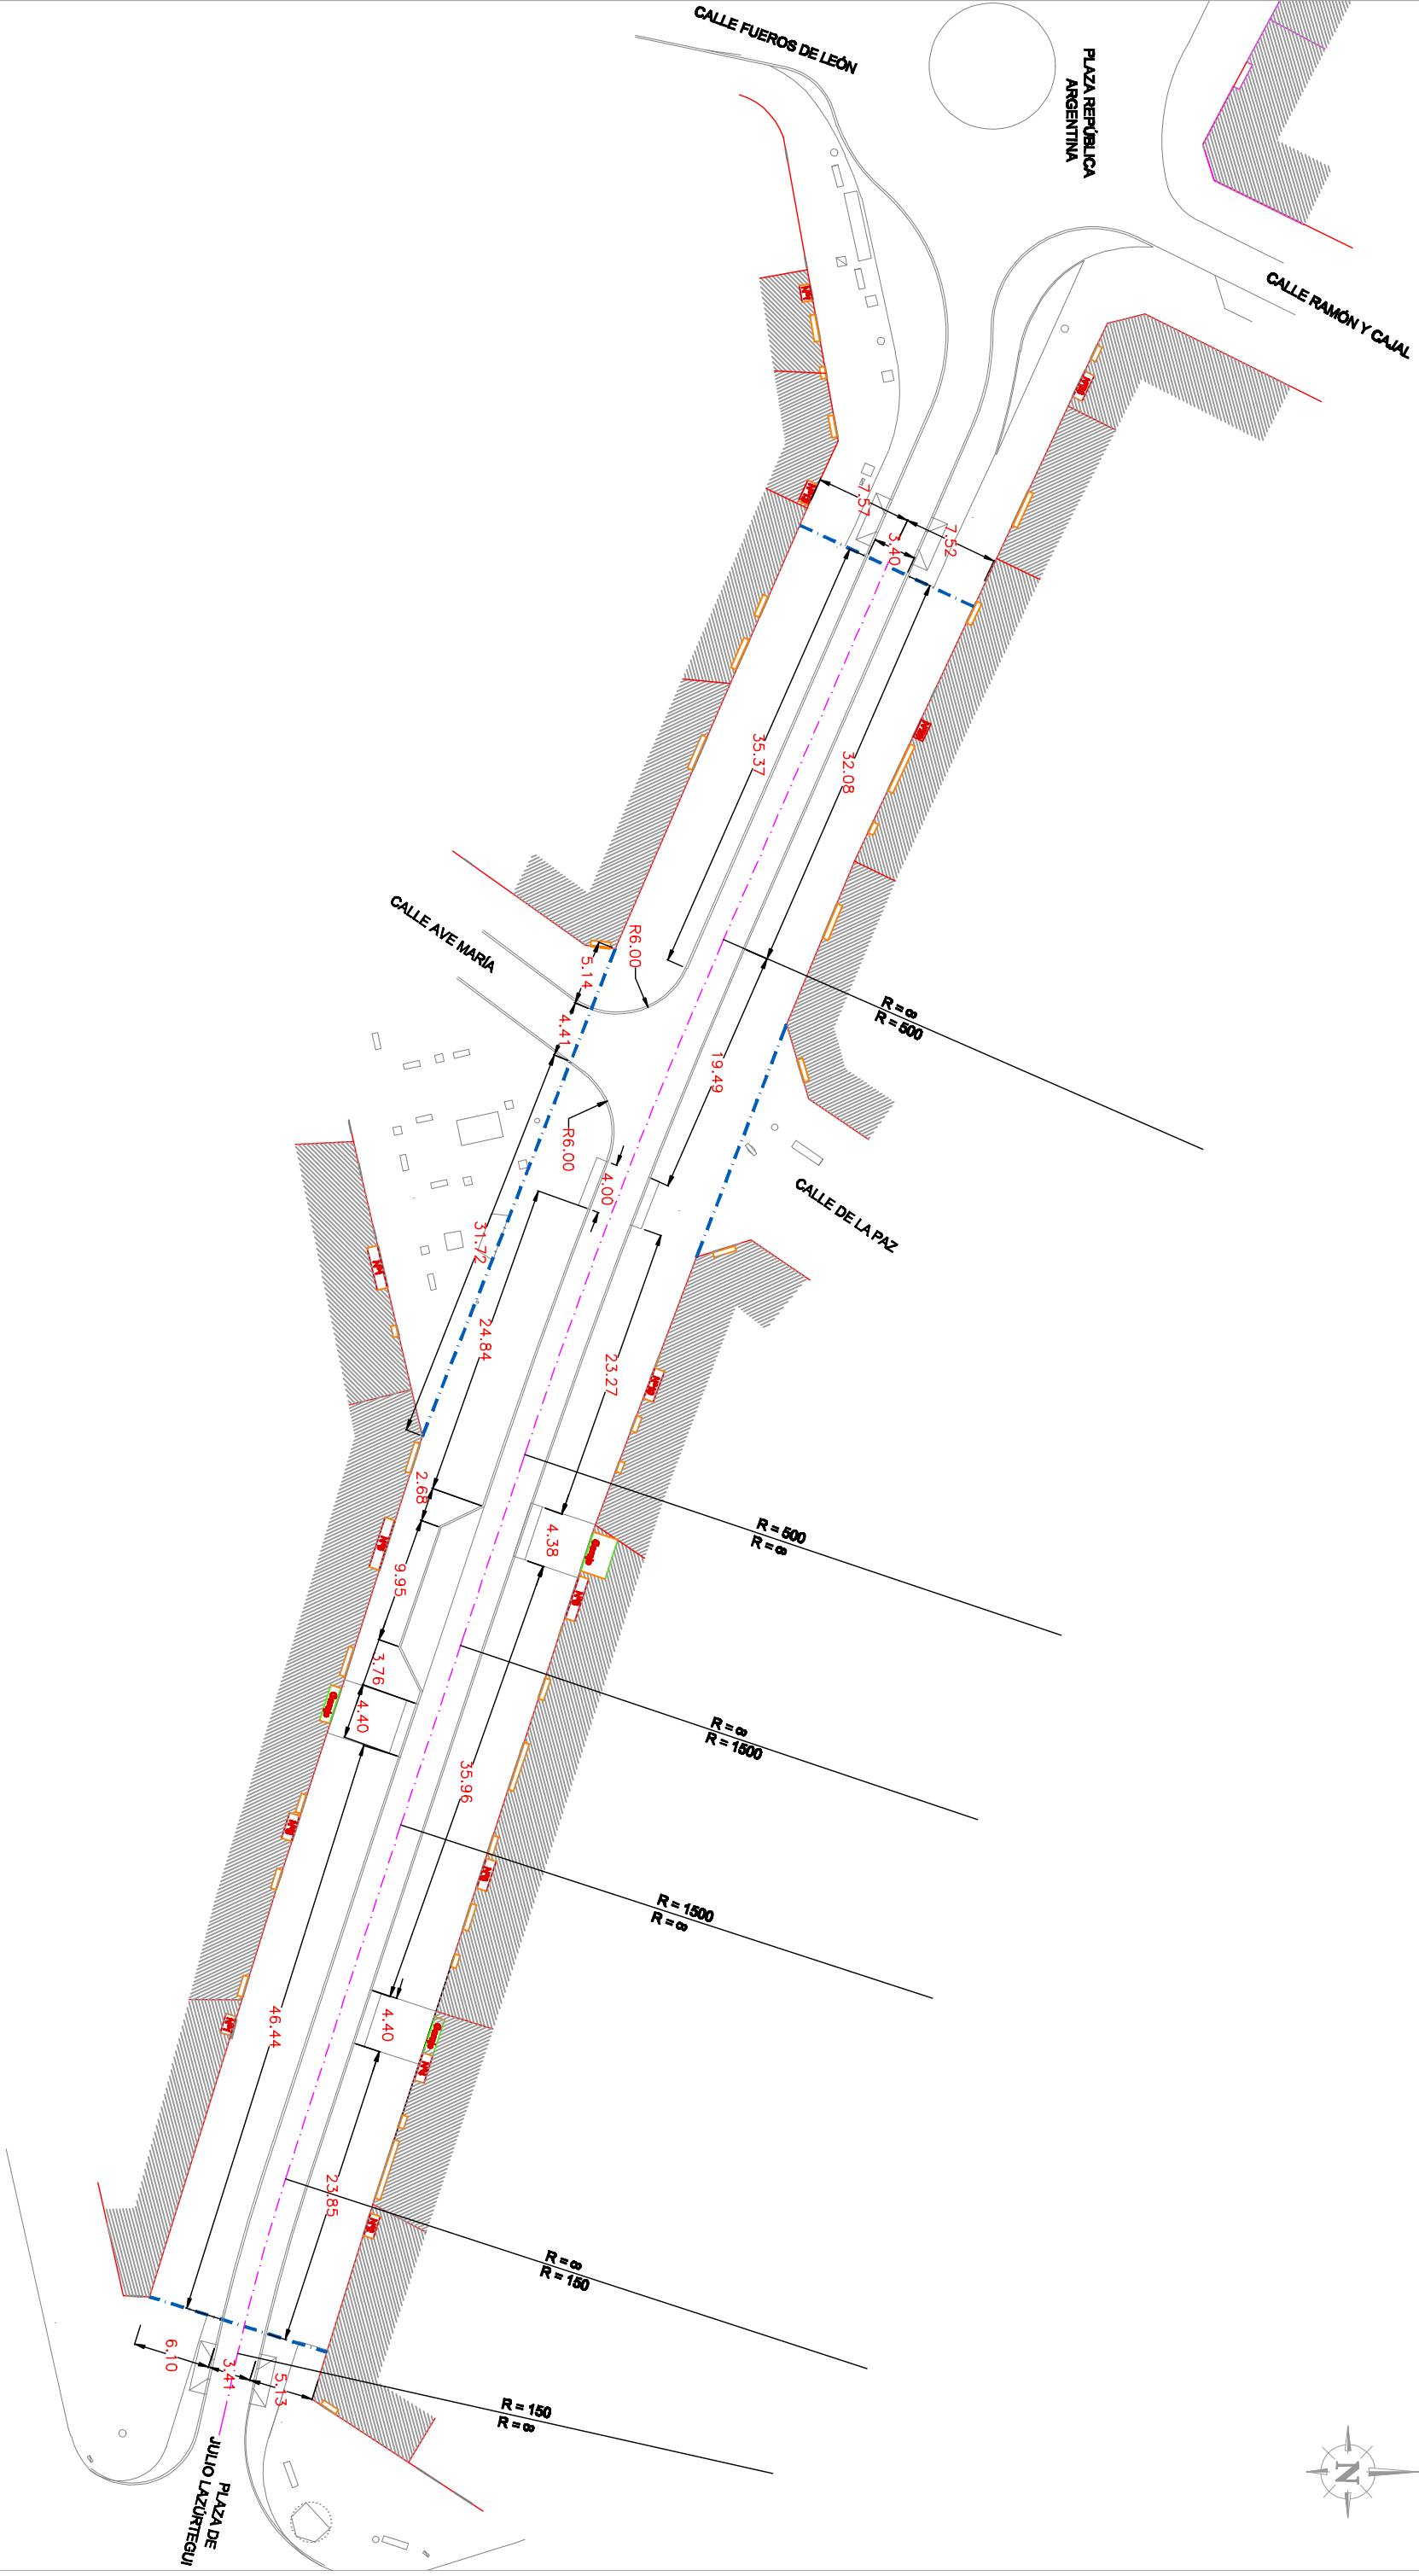 CALLE FUEROS DE LEÓN
PLAZA REPÚBLICA
ARGENTINA
CALLE RAMÓN Y CAJAL
7.57
7.52
3.40
35.37
32.08
CALLE AVE MARÍA
R6.00
5.14
4.41
R = ∞
R = 500
19.49
R6.00
4.00
CALLE DE LA PAZ
31.72
24.84
23.27
2.68
R = 500
R = ∞
4.38
Garaje
9.95
3.76
Garaje
4.40
R = ∞
R = 1500
35.96
R = 1500
R = ∞
46.44
4.40
Garaje
23.85
R = ∞
R = 150
6.10
3.41
5.13
R = 150
R = ∞
PLAZA DE
JULIO LAZÚRTEGUI
N